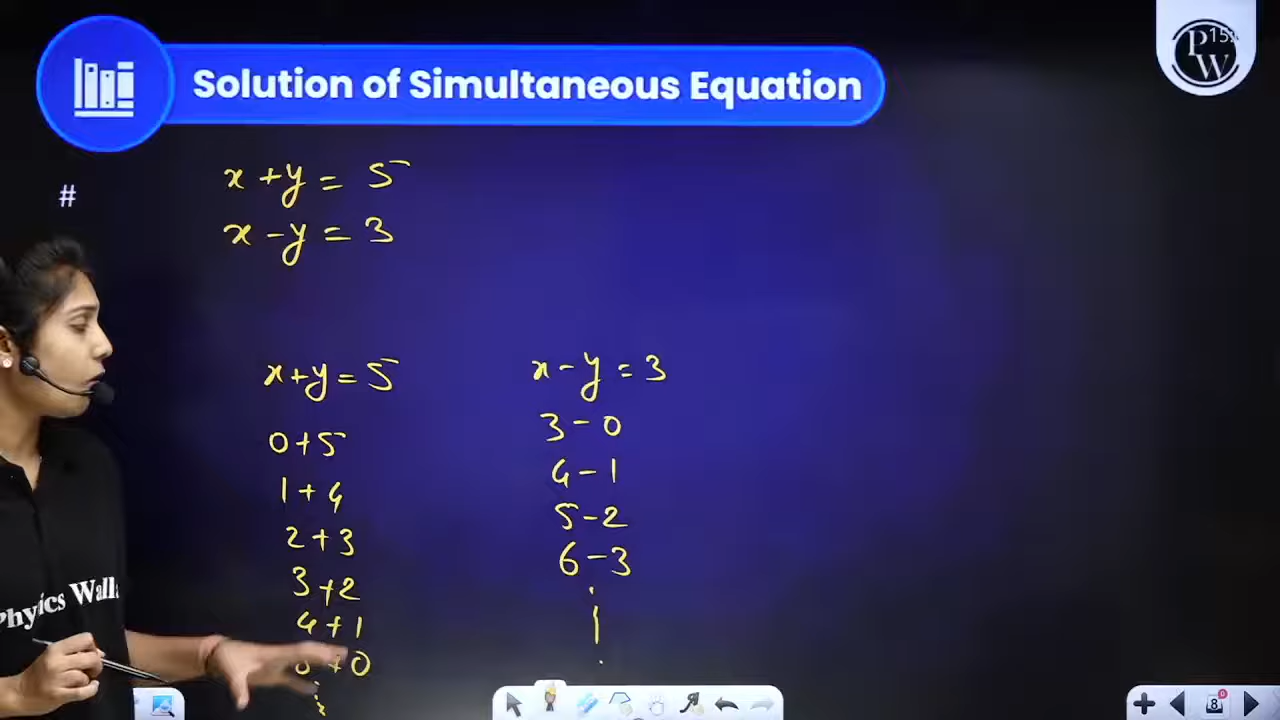 Solution of Simultaneous Equation
PW
#
x + y = 5
x - y = 3
x + y = 5
0 + 5
1 + 4
2 + 3
3 + 2
4 + 1
+ 0
x - y = 3
3 - 0
4 - 1
5 - 2
6 - 3
Physics Walla
8